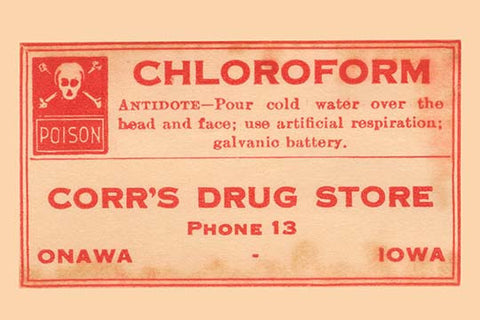 POISON
CHLOROFORM
ANTIDOTE—Pour cold water over the
head and face; use artificial respiration;
galvanic battery.
CORR'S DRUG STORE
PHONE 13
ONAWA - IOWA